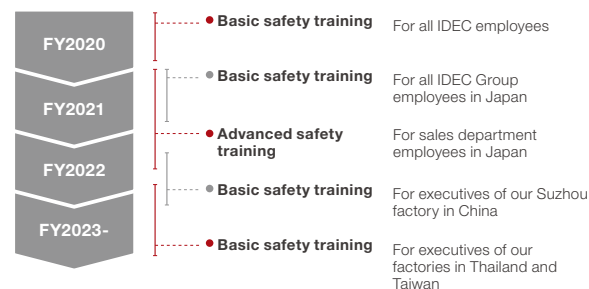 FY2020
FY2021
FY2022
FY2023-
Basic safety training
For all IDEC employees
Basic safety training
For all IDEC Group
employees in Japan
Advanced safety
training
For sales department
employees in Japan
Basic safety training
For executives of our Suzhou
factory in China
Basic safety training
For executives of our
factories in Thailand and
Taiwan